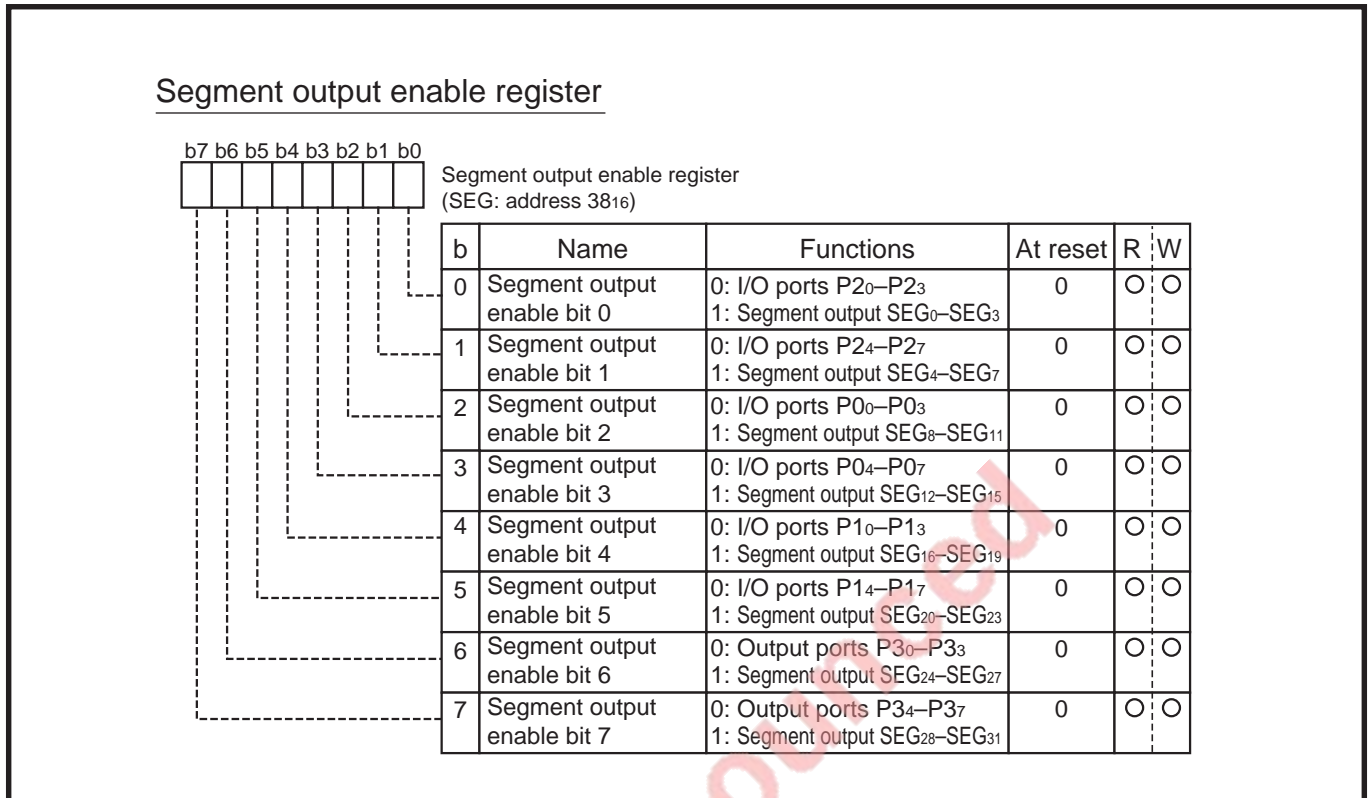 Segment output enable register
b7 b6 b5 b4 b3 b2 b1 b0
Segment output enable register
(SEG: address 38₁₆)
b Name Functions At reset R W
0 Segment output enable bit 0 0: I/O ports P2₀–P2₃ 0 ○ ○
1: Segment output SEG₀–SEG₃
1 Segment output enable bit 1 0: I/O ports P2₄–P2₇ 0 ○ ○
1: Segment output SEG₄–SEG₇
2 Segment output enable bit 2 0: I/O ports P0₀–P0₃ 0 ○ ○
1: Segment output SEG₈–SEG₁₁
3 Segment output enable bit 3 0: I/O ports P0₄–P0₇ 0 ○ ○
1: Segment output SEG₁₂–SEG₁₅
4 Segment output enable bit 4 0: I/O ports P1₀–P1₃ 0 ○ ○
1: Segment output SEG₁₆–SEG₁₉
5 Segment output enable bit 5 0: I/O ports P1₄–P1₇ 0 ○ ○
1: Segment output SEG₂₀–SEG₂₃
6 Segment output enable bit 6 0: Output ports P3₀–P3₃ 0 ○ ○
1: Segment output SEG₂₄–SEG₂₇
7 Segment output enable bit 7 0: Output ports P3₄–P3₇ 0 ○ ○
1: Segment output SEG₂₈–SEG₃₁
ounced